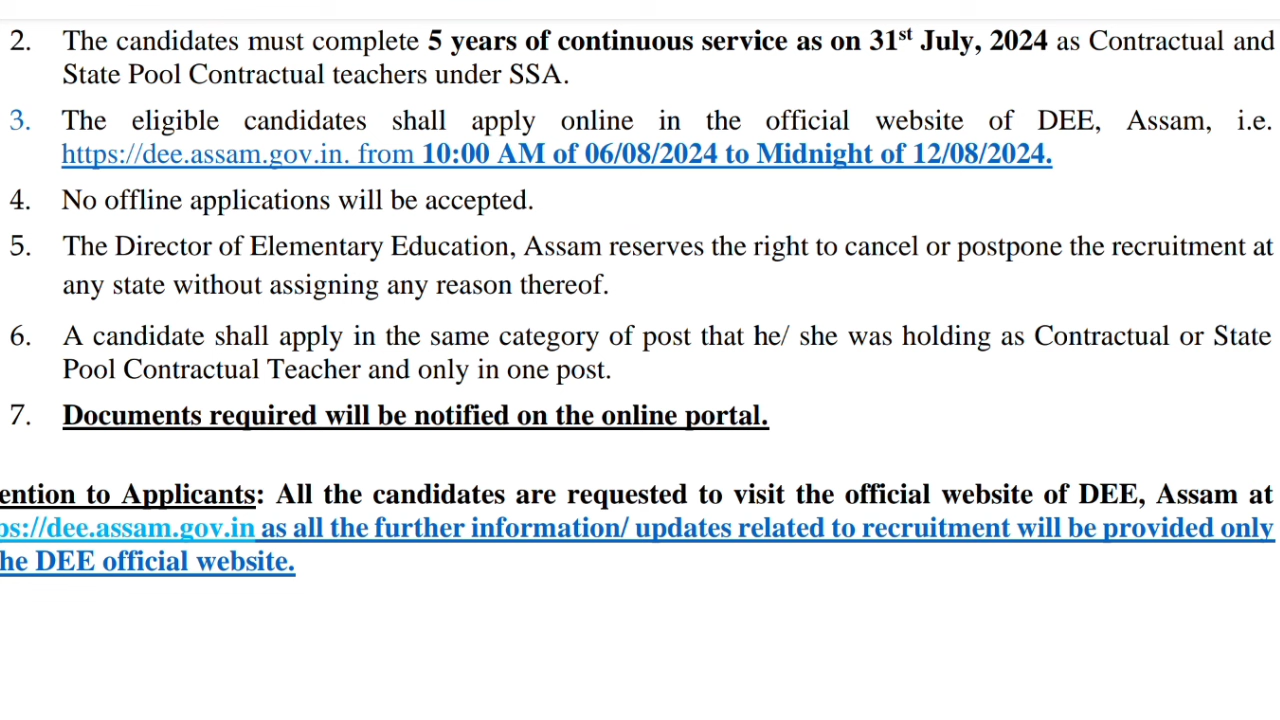 2. The candidates must complete 5 years of continuous service as on 31st July, 2024 as Contractual and
State Pool Contractual teachers under SSA.
3. The eligible candidates shall apply online in the official website of DEE, Assam, i.e.
https://dee.assam.gov.in. from 10:00 AM of 06/08/2024 to Midnight of 12/08/2024.
4. No offline applications will be accepted.
5. The Director of Elementary Education, Assam reserves the right to cancel or postpone the recruitment at
any state without assigning any reason thereof.
6. A candidate shall apply in the same category of post that he/ she was holding as Contractual or State
Pool Contractual Teacher and only in one post.
7. Documents required will be notified on the online portal.
ention to Applicants: All the candidates are requested to visit the official website of DEE, Assam at
ps://dee.assam.gov.in as all the further information/ updates related to recruitment will be provided only
he DEE official website.